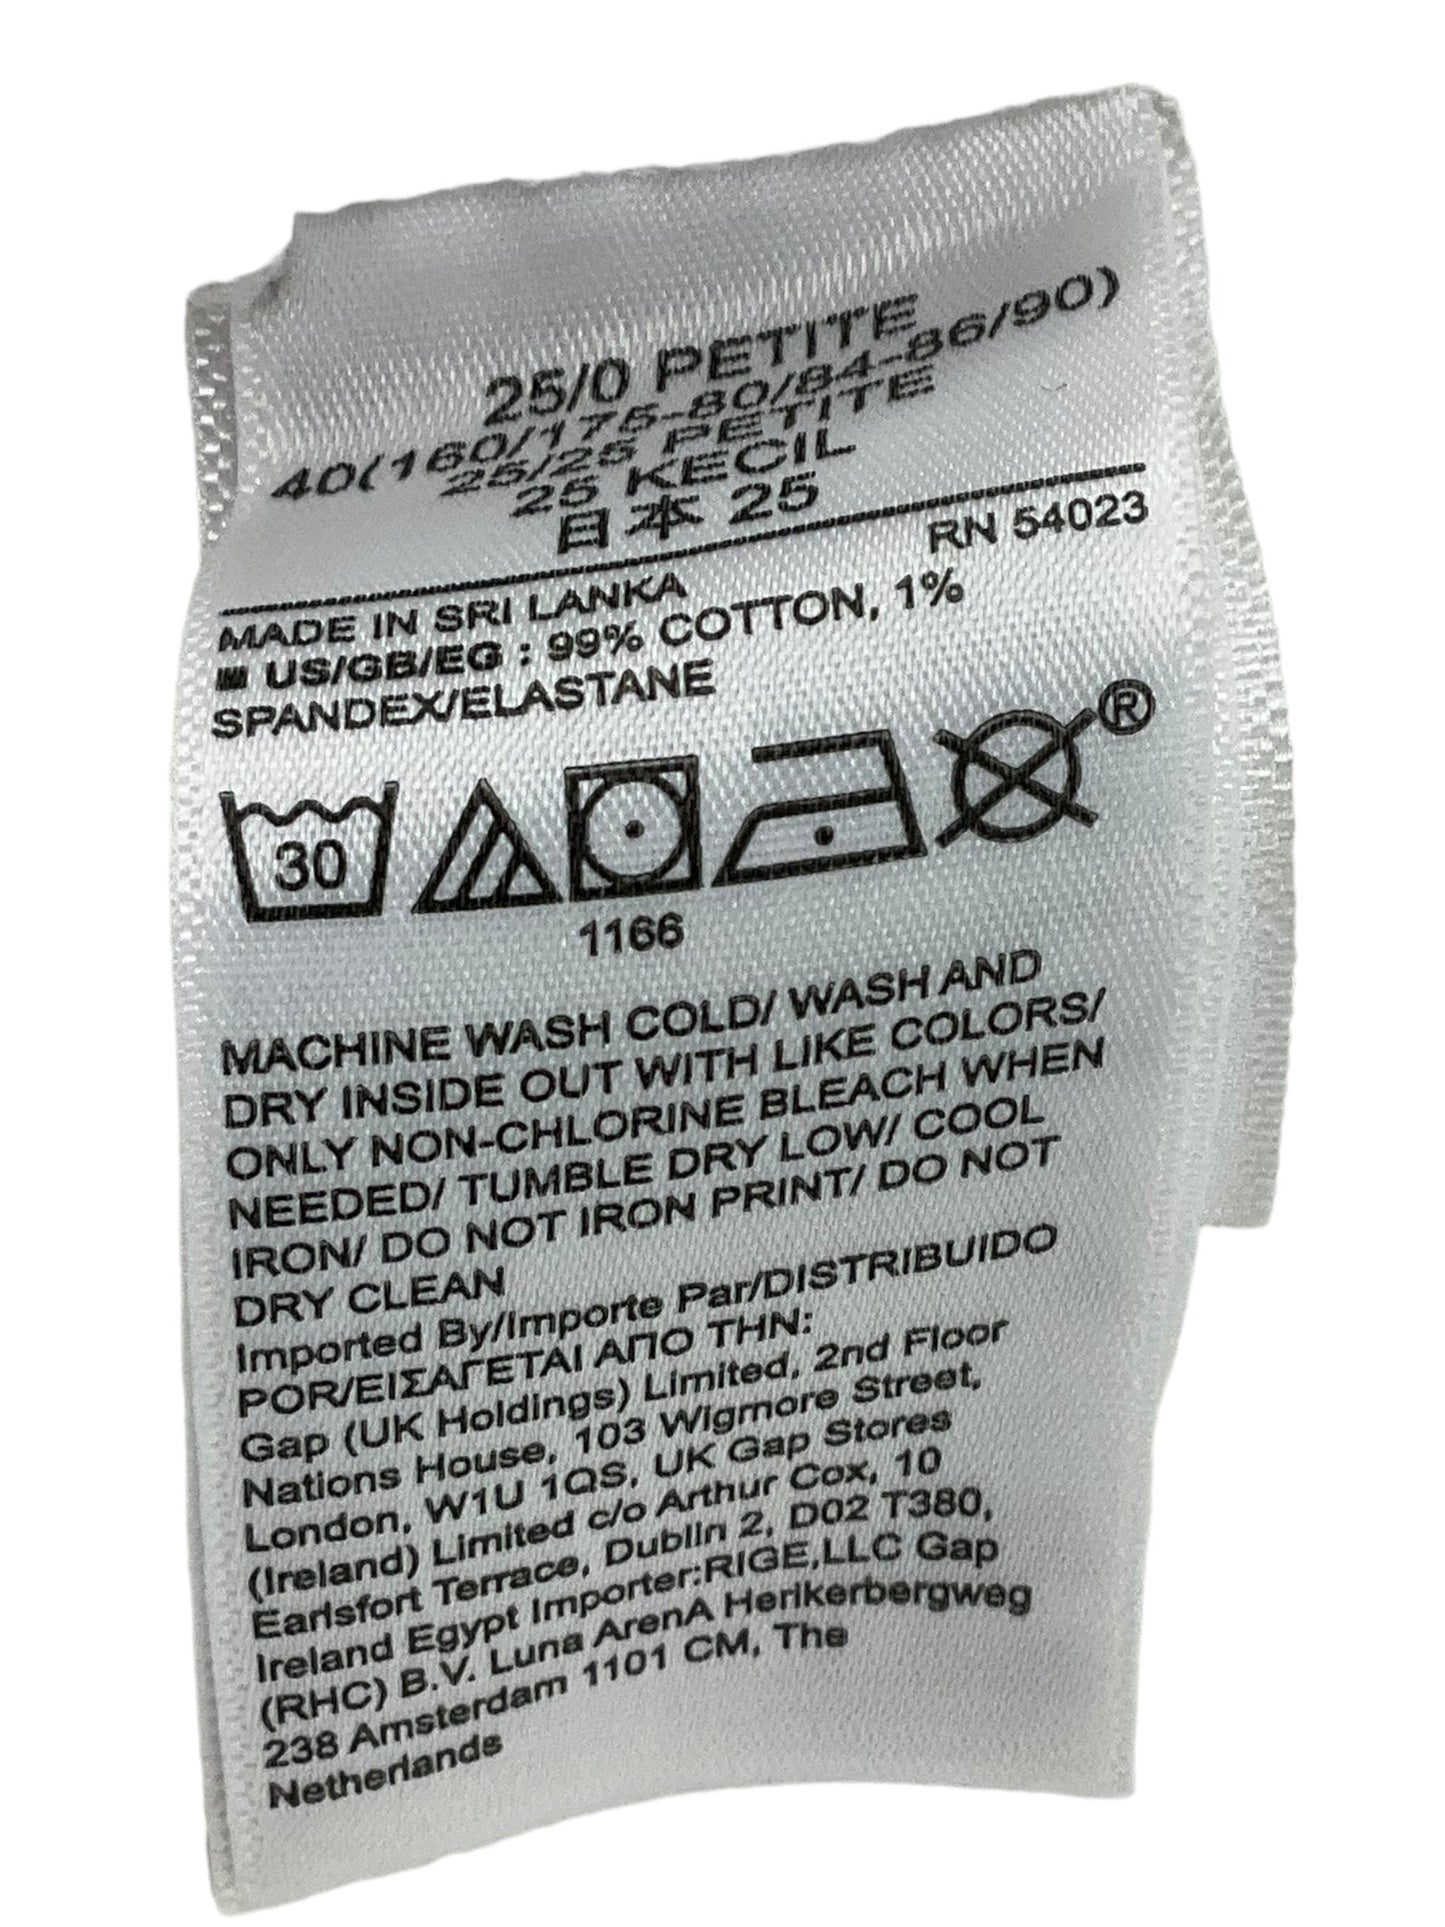 25/0 PETITE
40(160/175-80/84-86/90)
25/25 PETITE
25 KECIL
日本 25
RN 54023
MADE IN SRI LANKA
■ US/GB/EG : 99% COTTON, 1%
SPANDEX/ELASTANE
®
30
1166
MACHINE WASH COLD/ WASH AND
DRY INSIDE OUT WITH LIKE COLORS/
ONLY NON-CHLORINE BLEACH WHEN
NEEDED/ TUMBLE DRY LOW/ COOL
IRON/ DO NOT IRON PRINT/ DO NOT
DRY CLEAN
Imported By/Importe Par/DISTRIBUIDO
POR/ΕΙΣΑΓΕΤΑΙ ΑΠΟ ΤΗΝ:
Gap (UK Holdings) Limited, 2nd Floor
Nations House, 103 Wigmore Street,
London, W1U 1QS, UK Gap Stores
(Ireland) Limited c/o Arthur Cox, 10
Earlsfort Terrace, Dublin 2, D02 T380,
Ireland Egypt Importer:RIGE,LLC Gap
(RHC) B.V. Luna ArenA Herikerbergweg
238 Amsterdam 1101 CM, The
Netherlands